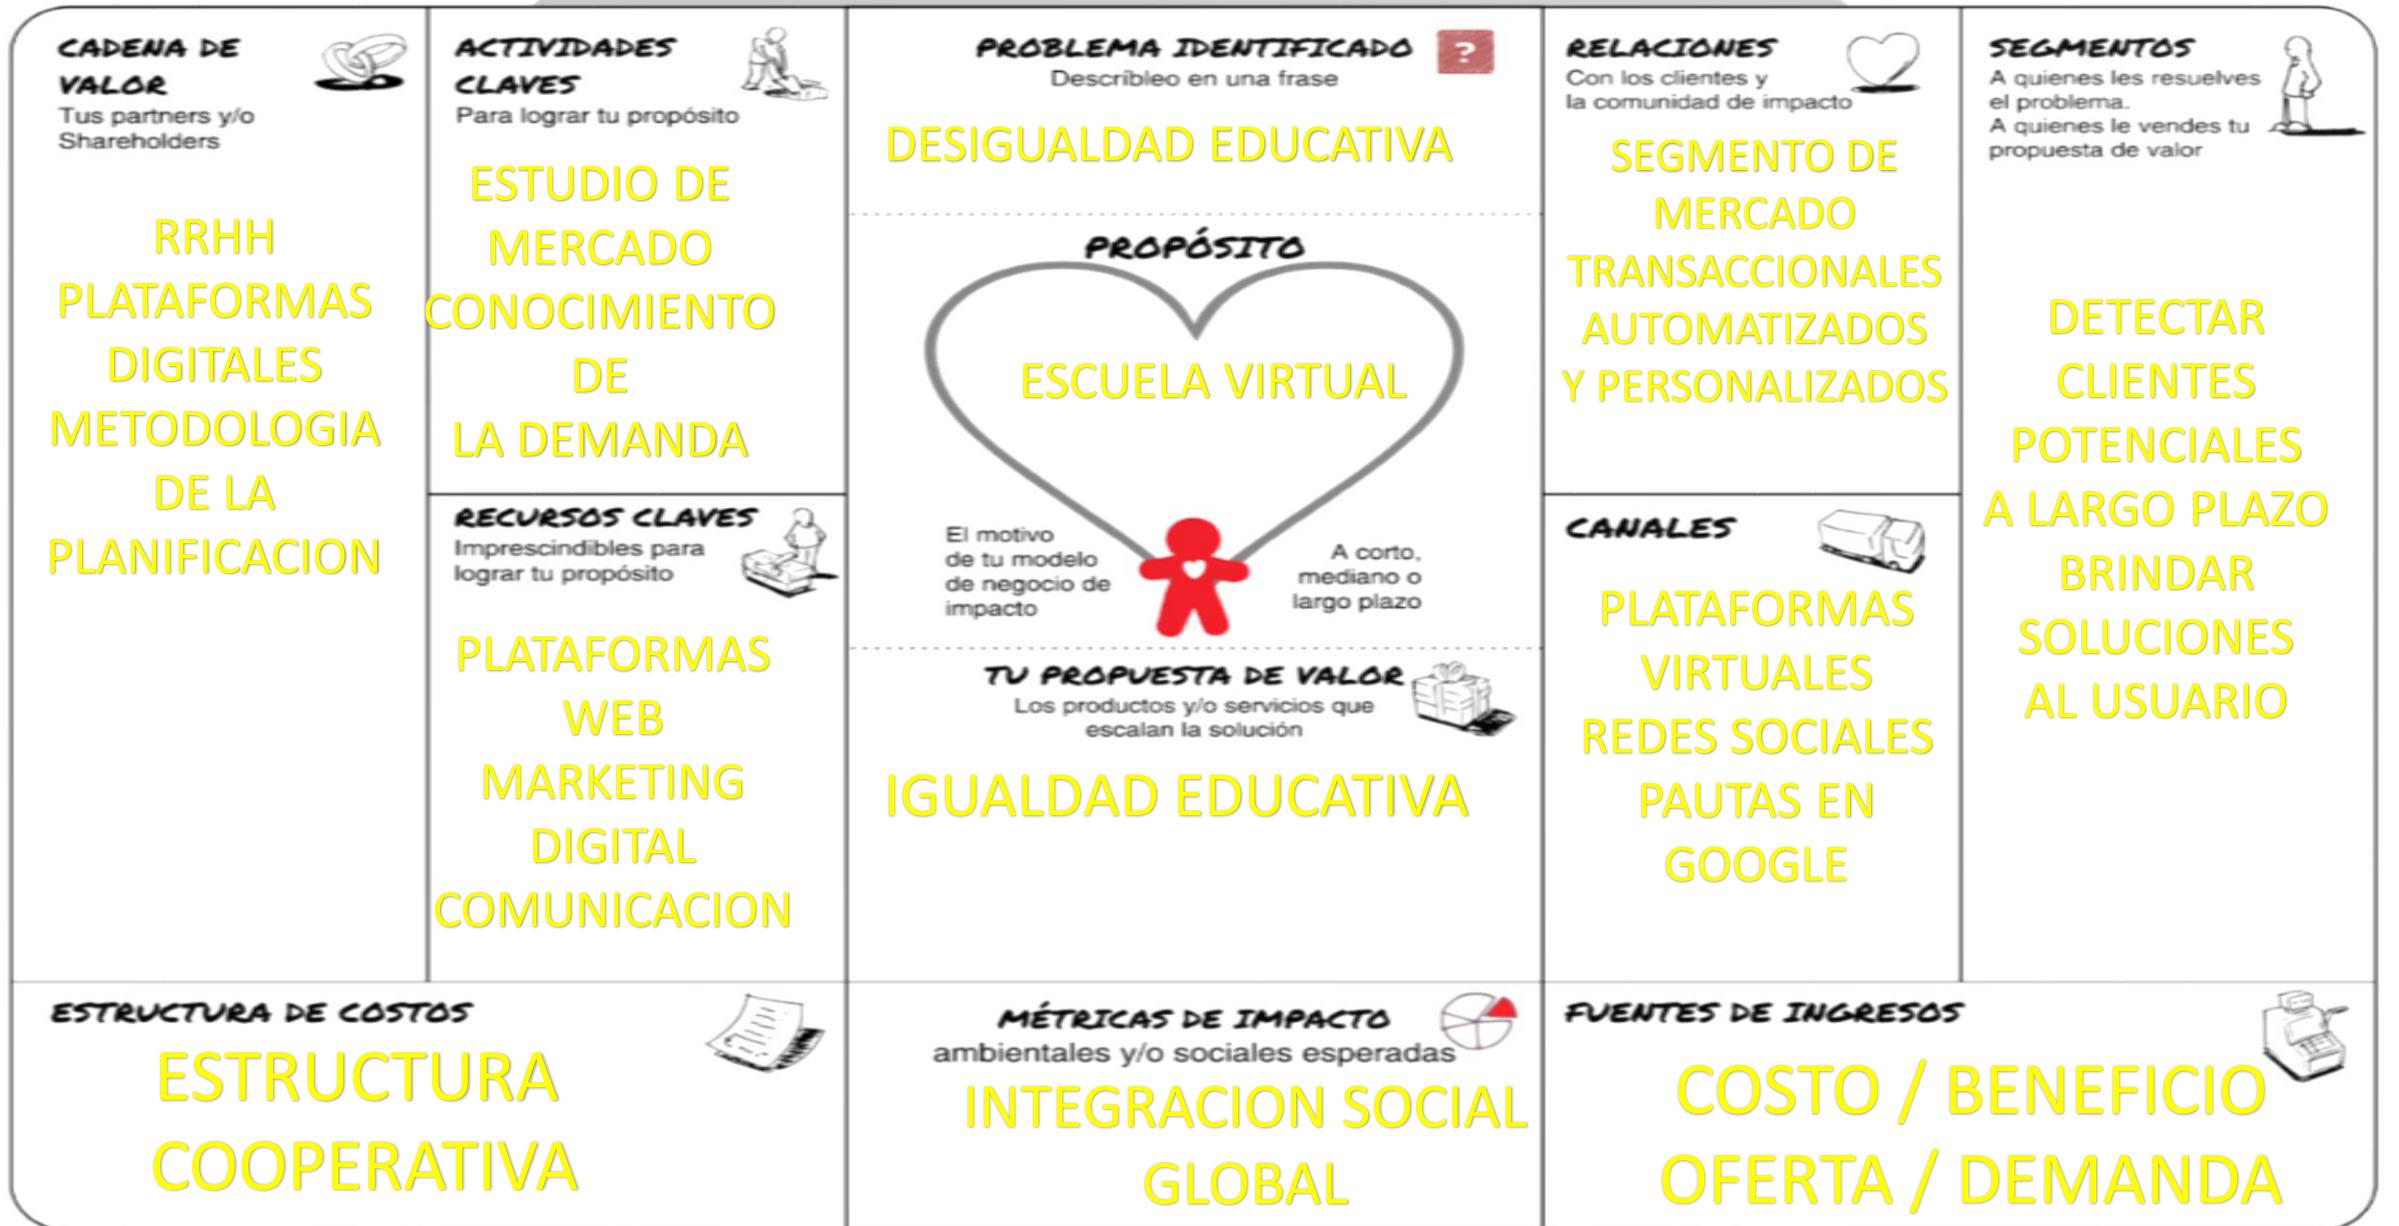 CADENA DE
VALOR
Tus partners y/o
Shareholders
RRHH
PLATAFORMAS
DIGITALES
METODOLOGIA
DE LA
PLANIFICACION
ACTIVIDADES
CLAVES
Para lograr tu propósito
ESTUDIO DE
MERCADO
CONOCIMIENTO
DE
LA DEMANDA
RECURSOS CLAVES
Imprescindibles para
lograr tu propósito
PLATAFORMAS
WEB
MARKETING
DIGITAL
COMUNICACION
PROBLEMA IDENTIFICADO
?
Descríbleo en una frase
DESIGUALDAD EDUCATIVA
PROPÓSITO
ESCUELA VIRTUAL
El motivo
de tu modelo
de negocio de
impacto
A corto,
mediano o
largo plazo
TU PROPUESTA DE VALOR
Los productos y/o servicios que
escalan la solución
IGUALDAD EDUCATIVA
RELACIONES
Con los clientes y
la comunidad de impacto
SEGMENTO DE
MERCADO
TRANSACCIONALES
AUTOMATIZADOS
Y PERSONALIZADOS
CANALES
PLATAFORMAS
VIRTUALES
REDES SOCIALES
PAUTAS EN
GOOGLE
SEGMENTOS
A quienes les resuelves
el problema.
A quienes le vendes tu
propuesta de valor
DETECTAR
CLIENTES
POTENCIALES
A LARGO PLAZO
BRINDAR
SOLUCIONES
AL USUARIO
ESTRUCTURA DE COSTOS
ESTRUCTURA
COOPERATIVA
MÉTRICAS DE IMPACTO
ambientales y/o sociales esperadas
INTEGRACION SOCIAL
GLOBAL
FUENTES DE INGRESOS
COSTO / BENEFICIO
OFERTA / DEMANDA